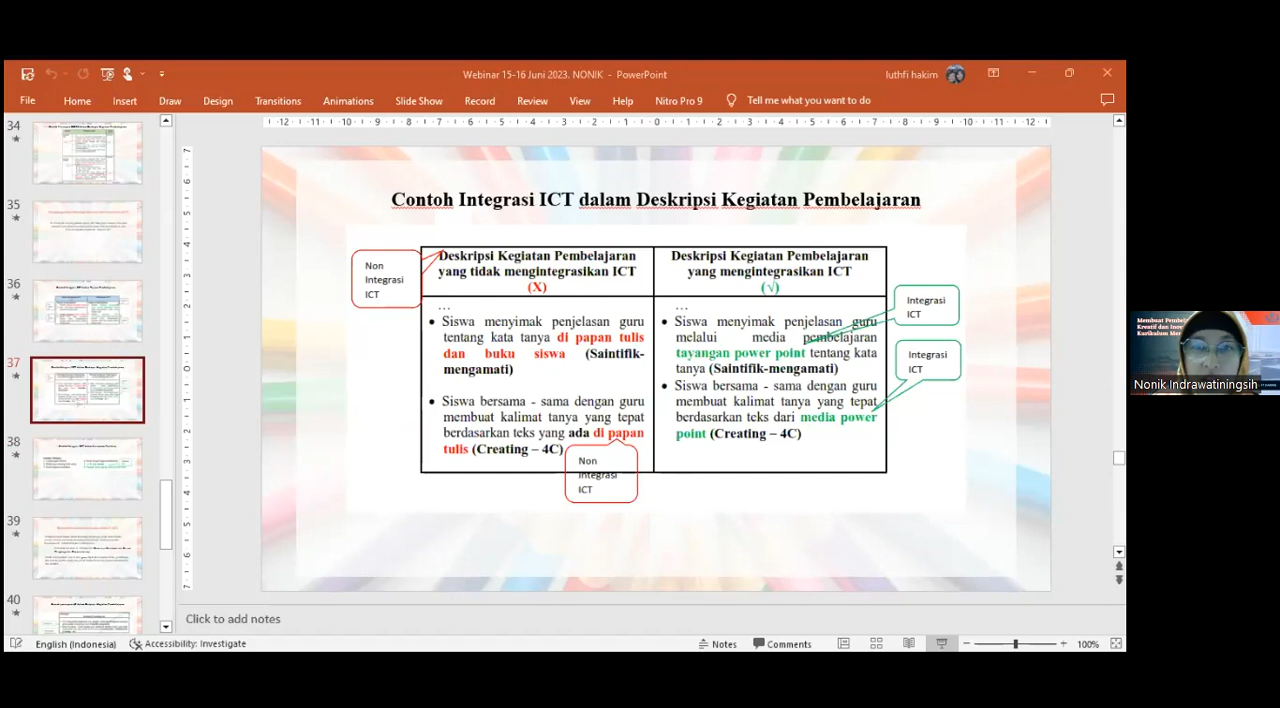 Webinar 15-16 Juni 2023. NONIK - PowerPoint
luthfi hakim
File
Home
Insert
Draw
Design
Transitions
Animations
Slide Show
Record
Review
View
Help
Nitro Pro 9
Tell me what you want to do
34
35
36
37
38
39
40
Contoh Integrasi ICT dalam Deskripsi Kegiatan Pembelajaran
Non
Integrasi
ICT
Deskripsi Kegiatan Pembelajaran
yang tidak mengintegrasikan ICT
(X)
…
• Siswa menyimak penjelasan guru
tentang kata tanya di papan tulis
dan buku siswa (Saintifik-
mengamati)
• Siswa bersama - sama dengan guru
membuat kalimat tanya yang tepat
berdasarkan teks yang ada di papan
tulis (Creating – 4C)
Non
Integrasi
ICT
Deskripsi Kegiatan Pembelajaran
yang mengintegrasikan ICT
(√)
…
• Siswa menyimak penjelasan guru
melalui media pembelajaran
tayangan power point tentang kata
tanya (Saintifik-mengamati)
• Siswa bersama - sama dengan guru
membuat kalimat tanya yang tepat
berdasarkan teks dari media power
point (Creating – 4C)
Integrasi
ICT
Integrasi
ICT
Nonik Indrawatiningsih
Click to add notes
English (Indonesia)
Accessibility: Investigate
Notes
Comments
100%